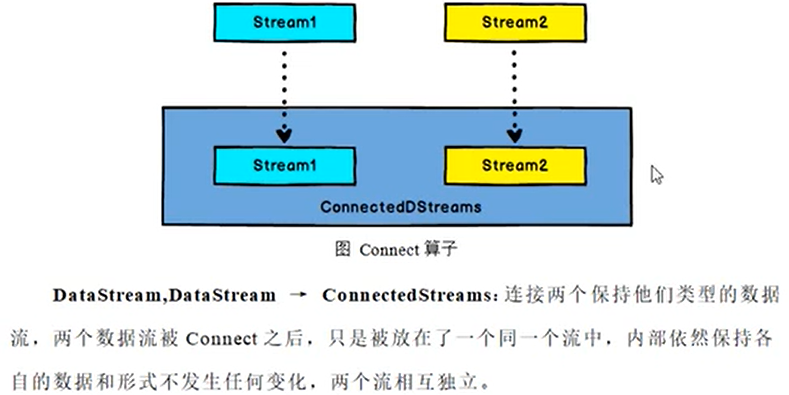 Stream1 Stream2
Stream1 Stream2
ConnectedDStreams
图 Connect 算子
DataStream,DataStream → ConnectedStreams：连接两个保持他们类型的数据
流，两个数据流被 Connect 之后，只是被放在了一个同一个流中，内部依然保持各
自的数据和形式不发生任何变化，两个流相互独立。